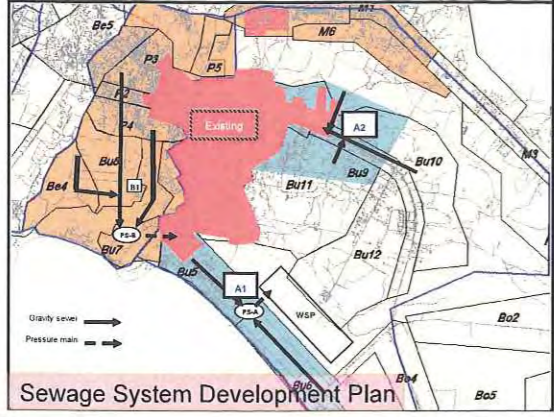 Be5
M1
M6
P3
P5
P2
Existing
P4
A2
M3
Bu8
Bu10
Bu9
Be4
B1
Bu11
PS-B
Bu7
Bu12
Bu5
A1
WSP
PS-A
Gravity sewer
Bo2
Pressure main
Bu6
Bo4
Bo5
Sewage System Development Plan